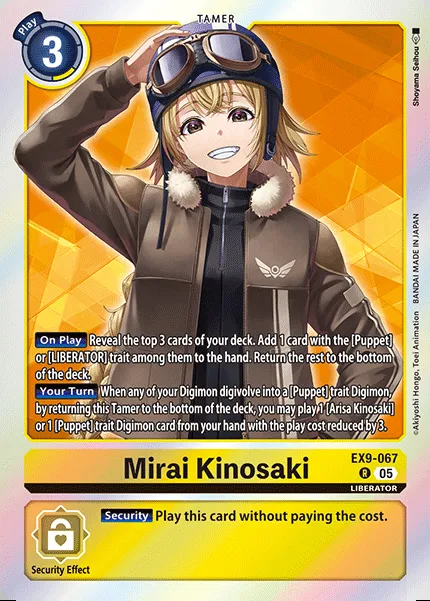 TAMER
Play
3
Shoyama Seihou
[On Play] Reveal the top 3 cards of your deck. Add 1 card with the [Puppet]
or [LIBERATOR] trait among them to the hand. Return the rest to the bottom
of the deck.
[Your Turn] When any of your Digimon digivolve into a [Puppet] trait Digimon,
by returning this Tamer to the bottom of the deck, you may play 1 [Arisa Kinosaki]
or 1 [Puppet] trait Digimon card from your hand with the play cost reduced by 3.
©Akiyoshi Hongo, Toei Animation BANDAI MADE IN JAPAN
Mirai Kinosaki
EX9-067
R 05
LIBERATOR
[Security] Play this card without paying the cost.
Security Effect